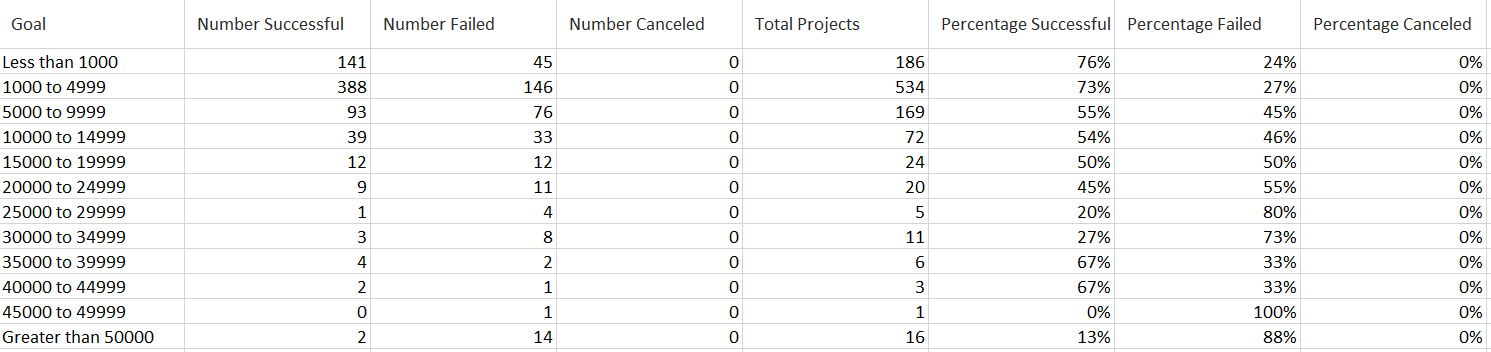 Goal Number Successful Number Failed Number Canceled Total Projects Percentage Successful Percentage Failed Percentage Canceled
Less than 1000 141 45 0 186 76% 24% 0%
1000 to 4999 388 146 0 534 73% 27% 0%
5000 to 9999 93 76 0 169 55% 45% 0%
10000 to 14999 39 33 0 72 54% 46% 0%
15000 to 19999 12 12 0 24 50% 50% 0%
20000 to 24999 9 11 0 20 45% 55% 0%
25000 to 29999 1 4 0 5 20% 80% 0%
30000 to 34999 3 8 0 11 27% 73% 0%
35000 to 39999 4 2 0 6 67% 33% 0%
40000 to 44999 2 1 0 3 67% 33% 0%
45000 to 49999 0 1 0 1 0% 100% 0%
Greater than 50000 2 14 0 16 13% 88% 0%